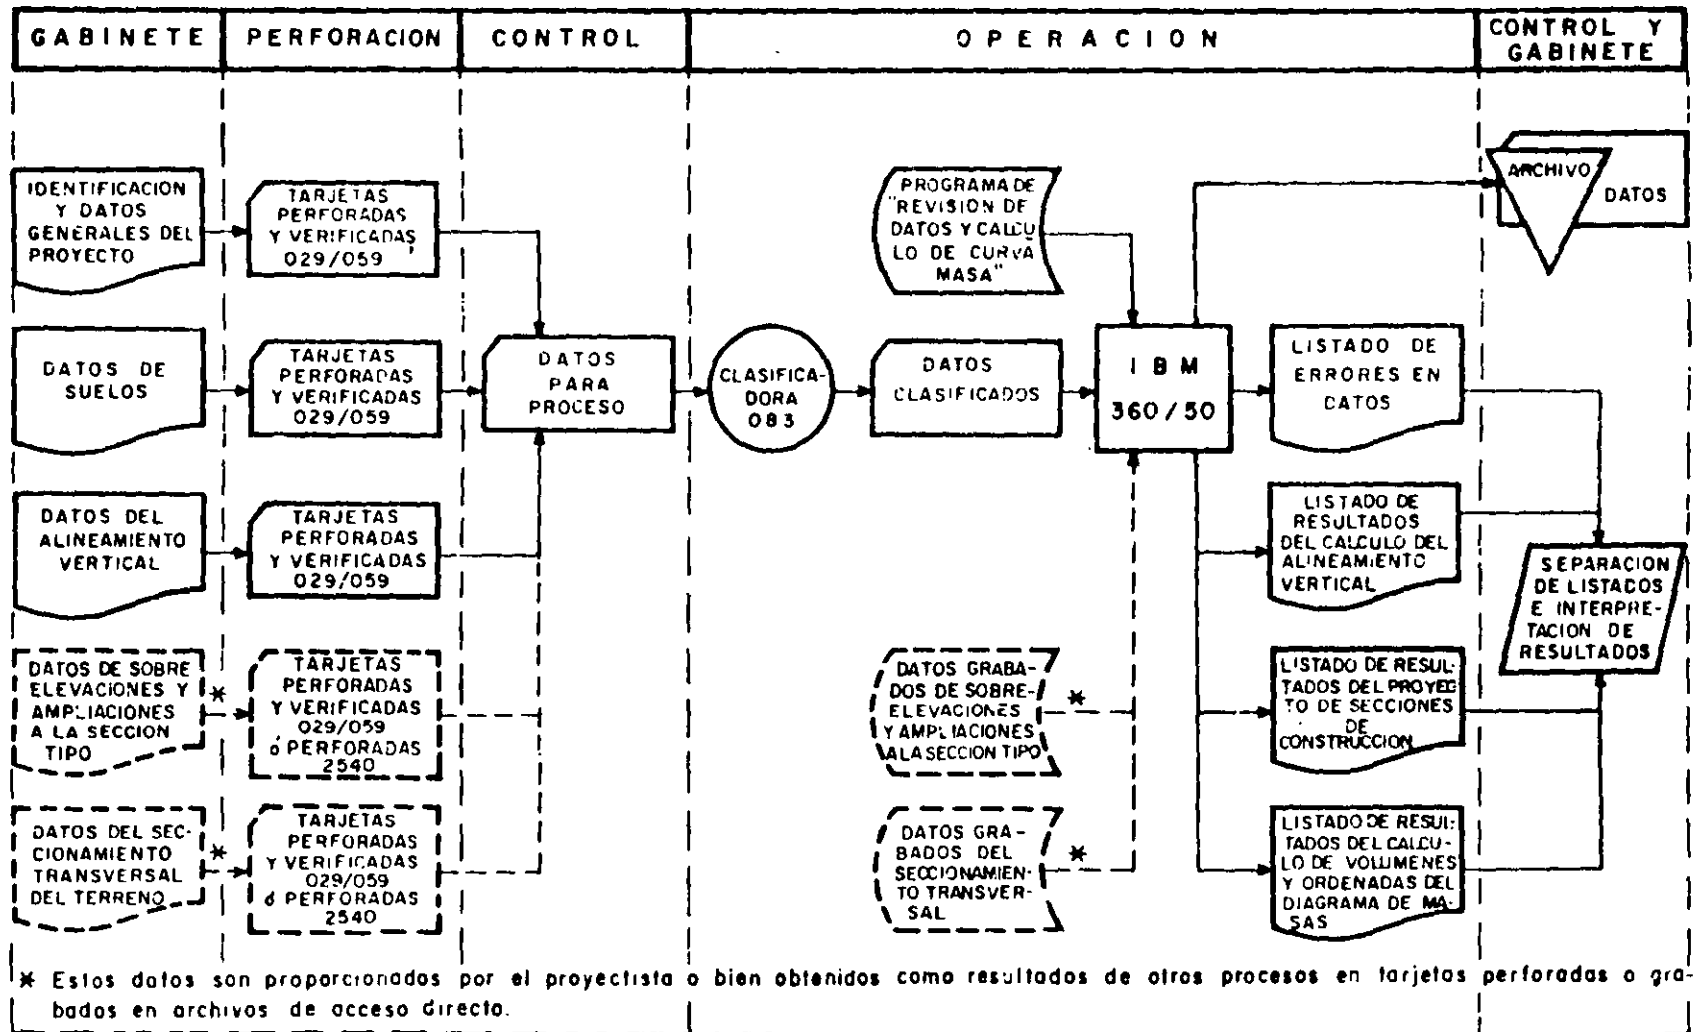 GABINETE
PERFORACION
CONTROL
OPERACION
CONTROL Y
GABINETE
IDENTIFICACION
Y DATOS
GENERALES DEL
PROYECTO
TARJETAS
PERFORADAS
Y VERIFICADAS
029/059
PROGRAMA DE
"REVISION DE
DATOS Y CALCU
LO DE CURVA
MASA"
ARCHIVO
DATOS
DATOS DE
SUELOS
TARJETAS
PERFORADAS
Y VERIFICADAS
029/059
DATOS
PARA
PROCESO
CLASIFICA-
DORA
083
DATOS
CLASIFICADOS
IBM
360/50
LISTADO DE
ERRORES EN
DATOS
DATOS DEL
ALINEAMIENTO
VERTICAL
TARJETAS
PERFORADAS
Y VERIFICADAS
029/059
LISTADO DE
RESULTADOS
DEL CALCULO DEL
ALINEAMIENTO
VERTICAL
SEPARACION
DE LISTADOS
E INTERPRE-
TACION DE
RESULTADOS
DATOS DE SOBRE
ELEVACIONES Y
AMPLIACIONES
A LA SECCION
TIPO
*
TARJETAS
PERFORADAS
Y VERIFICADAS
029/059
ó PERFORADAS
2540
DATOS GRABA-
DOS DE SOBRE-
ELEVACIONES
Y AMPLIACIONES
A LA SECCION TIPO
*
LISTADO DE RESUL-
TADOS DEL PROYEC
TO DE SECCIONES
DE
CONSTRUCCION
DATOS DEL SEC-
CIONAMIENTO
TRANSVERSAL
DEL TERRENO
*
TARJETAS
PERFORADAS
Y VERIFICADAS
029/059
ó PERFORADAS
2540
DATOS GRA-
BADOS DEL
SECCIONAMIEN-
TO TRANSVER-
SAL
*
LISTADO DE RESUL-
TADOS DEL CALCU-
LO DE VOLUMENES
Y ORDENADAS DEL
DIAGRAMA DE MA-
SAS
* Estos datos son proporcionados por el proyectista o bien obtenidos como resultados de otros procesos en tarjetas perforadas o gra-
bados en archivos de acceso directo.